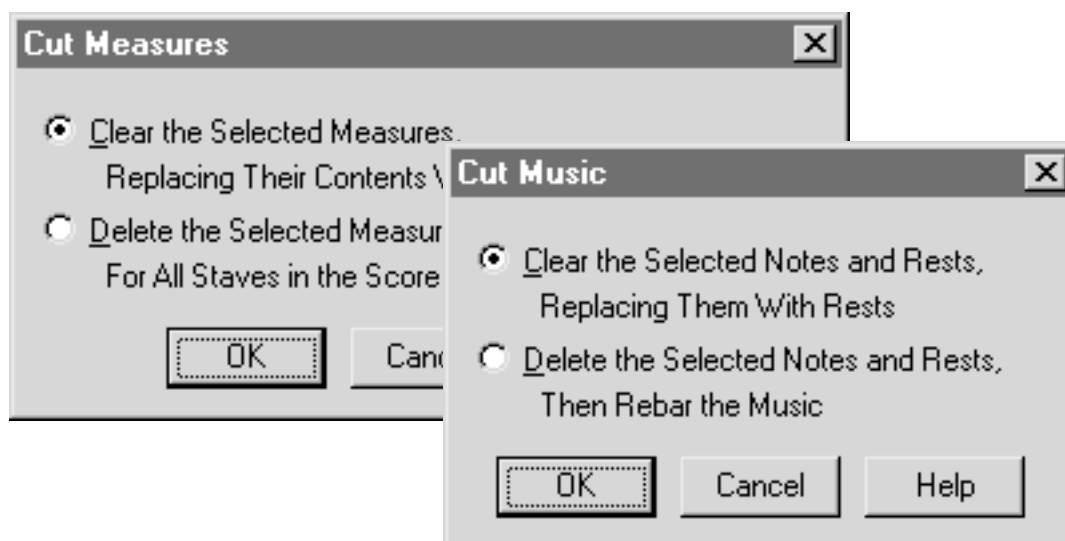 Cut Measures
Clear the Selected Measures,
Replacing Their Contents
Delete the Selected
For All Staves in the Score
OK
Cut Music
Clear the Selected Notes and Rests,
Replacing Them With Rests
Delete the Selected Notes and Rests,
Then Rebar the Music
OK Cancel Help